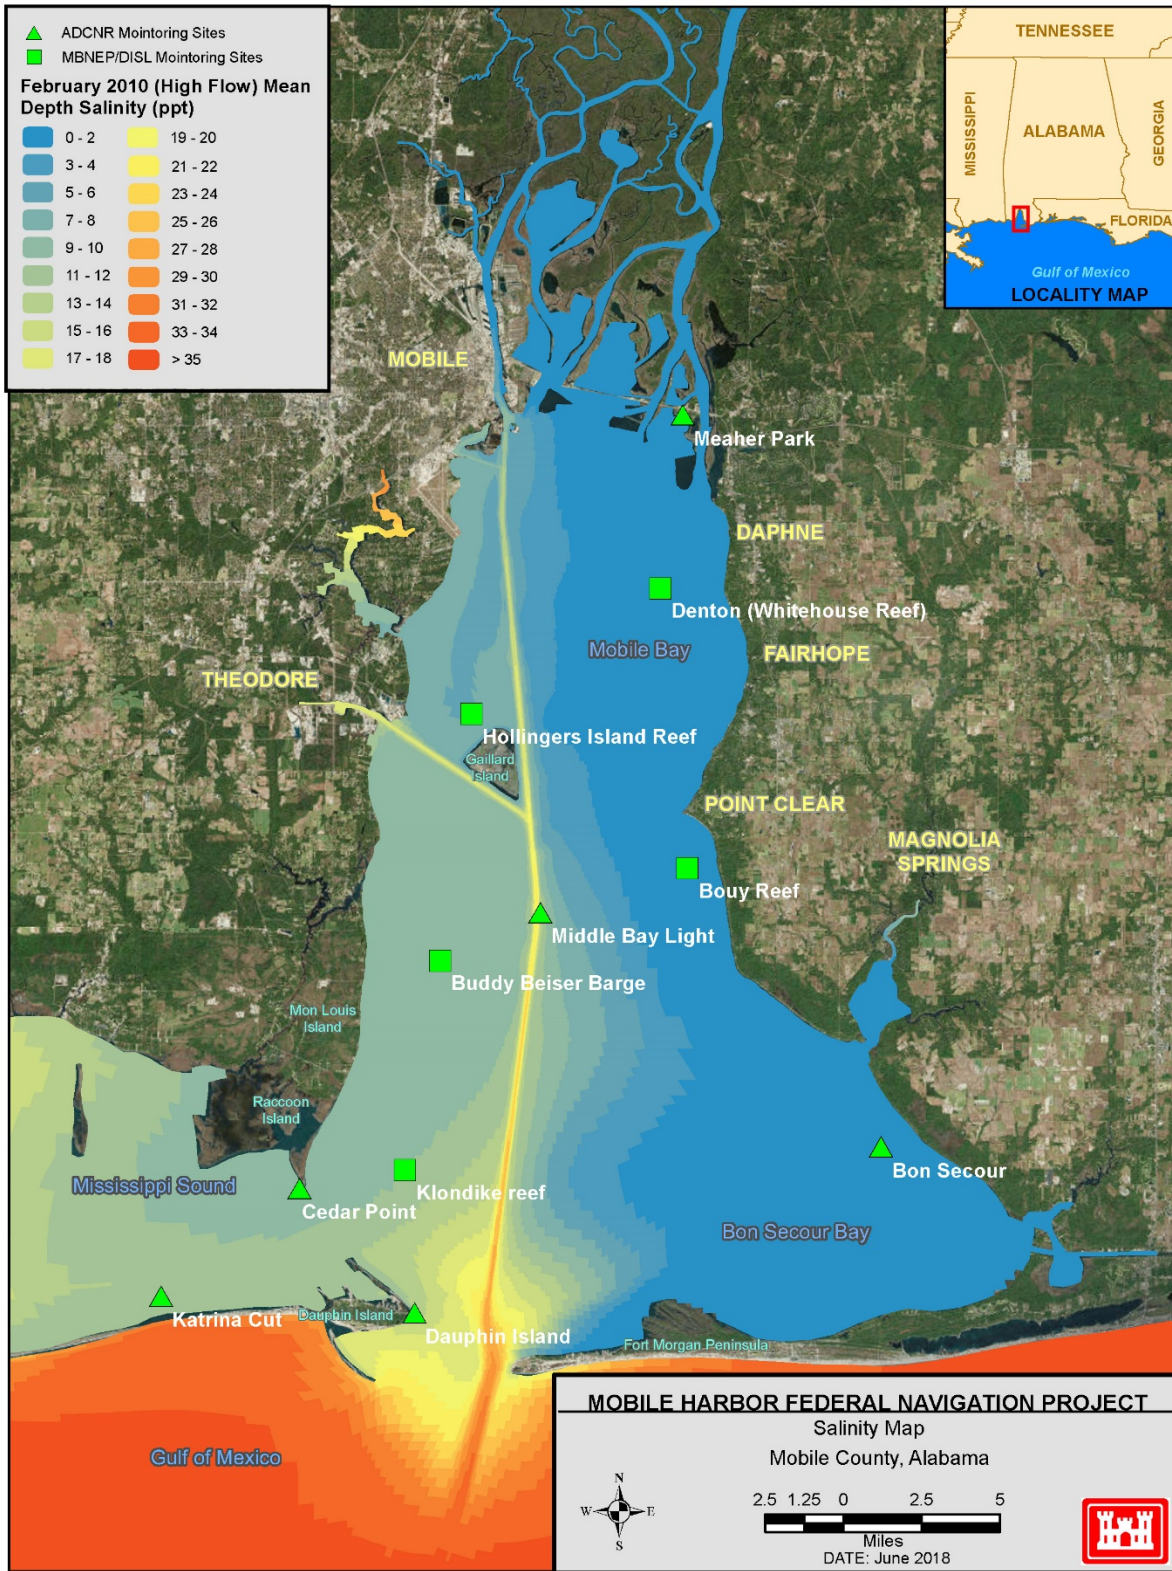 ADCNR Mointoring Sites
MBNEP/DISL Mointoring Sites
February 2010 (High Flow) Mean
Depth Salinity (ppt)
0 - 2
3 - 4
5 - 6
7 - 8
9 - 10
11 - 12
13 - 14
15 - 16
17 - 18
19 - 20
21 - 22
23 - 24
25 - 26
27 - 28
29 - 30
31 - 32
33 - 34
> 35
TENNESSEE
MISSISSIPPI
ALABAMA
GEORGIA
FLORIDA
Gulf of Mexico
LOCALITY MAP
MOBILE
Meaher Park
DAPHNE
Denton (Whitehouse Reef)
Mobile Bay
FAIRHOPE
THEODORE
Hollingers Island Reef
Gaillard
Island
POINT CLEAR
MAGNOLIA
SPRINGS
Bouy Reef
Middle Bay Light
Buddy Beiser Barge
Mon Louis
Island
Raccoon
Island
Bon Secour
Mississippi Sound
Klondike reef
Cedar Point
Bon Secour Bay
Katrina Cut
Dauphin Island
Dauphin Island
Fort Morgan Peninsula
Gulf of Mexico
MOBILE HARBOR FEDERAL NAVIGATION PROJECT
Salinity Map
Mobile County, Alabama
N
W
E
S
2.5 1.25 0 2.5 5
Miles
DATE: June 2018